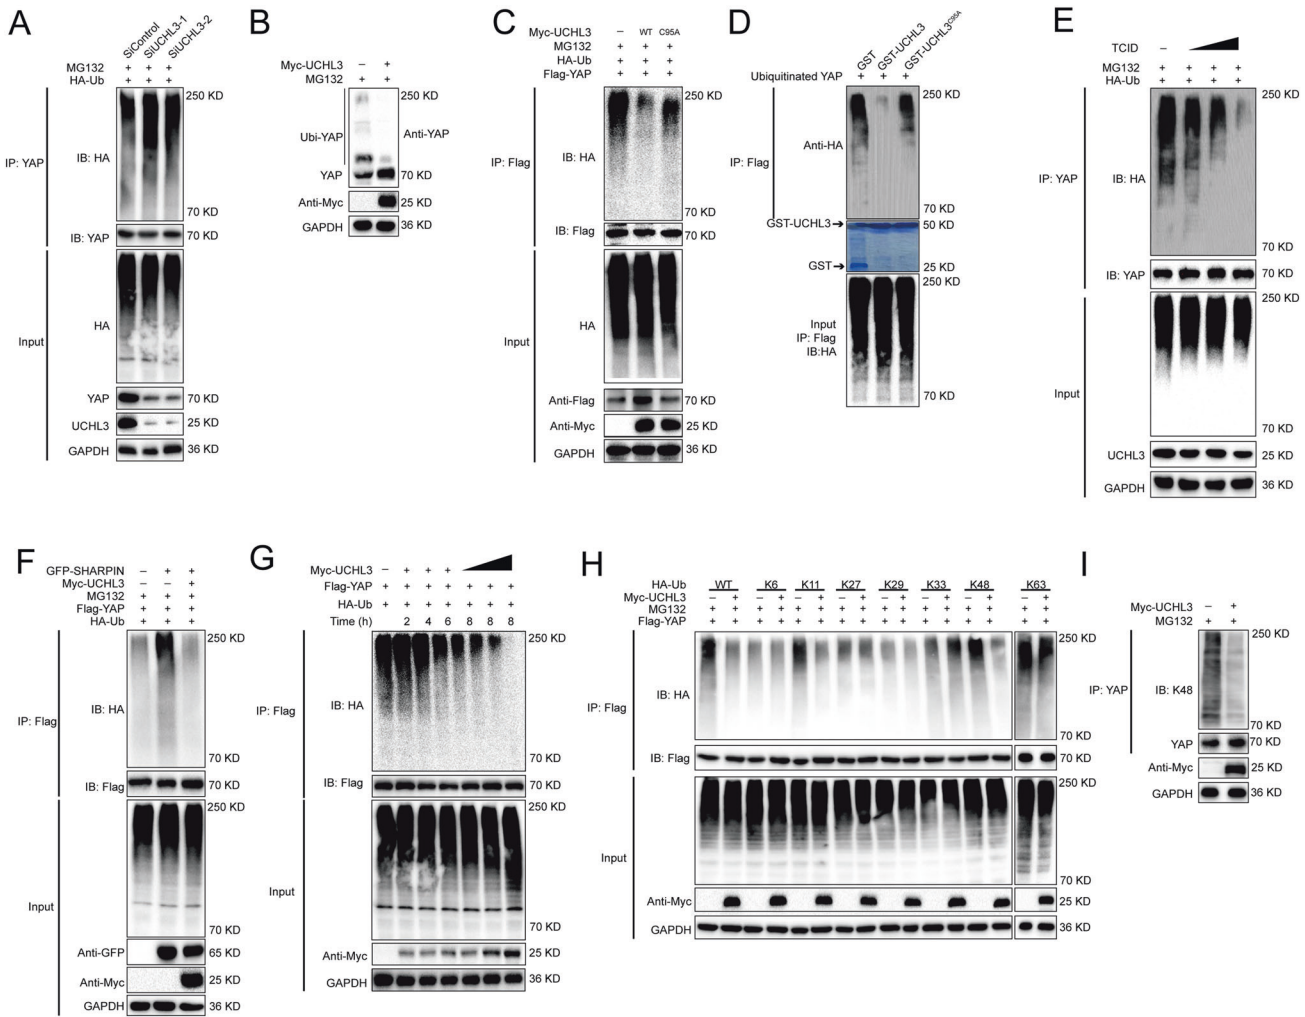 A
SiControl
SiUCHL3-1
SiUCHL3-2
MG132 + + +
HA-Ub + + +
250 KD
IP: YAP
IB: HA
70 KD
IB: YAP 70 KD
HA
Input
YAP 70 KD
UCHL3 25 KD
GAPDH 36 KD
B
Myc-UCHL3 – +
MG132 + +
250 KD
Ubi-YAP Anti-YAP
YAP 70 KD
Anti-Myc 25 KD
GAPDH 36 KD
C
Myc-UCHL3 – WT C95A
MG132 + + +
HA-Ub + + +
Flag-YAP + + +
250 KD
IP: Flag
IB: HA
70 KD
IB: Flag 70 KD
250 KD
HA
Input
70 KD
Anti-Flag 70 KD
Anti-Myc 25 KD
GAPDH 36 KD
D
GST
GST-UCHL3
GST-UCHL3C95A
Ubiquitinated YAP + + +
250 KD
Anti-HA
IP: Flag
70 KD
GST-UCHL3 50 KD
GST 25 KD
250 KD
Input
IP: Flag
IB:HA
70 KD
E
TCID –
MG132 + + + +
HA-Ub + + + +
250 KD
IP: YAP
IB: HA
70 KD
IB: YAP 70 KD
250 KD
Input
70 KD
UCHL3 25 KD
GAPDH 36 KD
F
GFP-SHARPIN – + +
Myc-UCHL3 – – +
MG132 + + +
Flag-YAP + + +
HA-Ub + + +
250 KD
IB: HA
IP: Flag
70 KD
IB: Flag 70 KD
250 KD
Input
70 KD
Anti-GFP 65 KD
Anti-Myc 25 KD
GAPDH 36 KD
G
Myc-UCHL3 – + + +
Flag-YAP + + + + + + +
HA-Ub + + + + + + +
Time (h) 2 4 6 8 8 8
250 KD
IP: Flag
IB: HA
70 KD
IB: Flag 70 KD
250 KD
Input
70 KD
Anti-Myc 25 KD
GAPDH 36 KD
H
HA-Ub WT K6 K11 K27 K29 K33 K48 K63
Myc-UCHL3 – + – + – + – + – + – + – + – +
MG132 + + + + + + + + + + + + + + + +
Flag-YAP + + + + + + + + + + + + + + + +
250 KD
IB: HA
IP: Flag
70 KD
IB: Flag 70 KD
250 KD
Input
70 KD
Anti-Myc 25 KD
GAPDH 36 KD
I
Myc-UCHL3 – +
MG132 + +
250 KD
IP: YAP
IB: K48
70 KD
YAP 70 KD
Anti-Myc 25 KD
GAPDH 36 KD